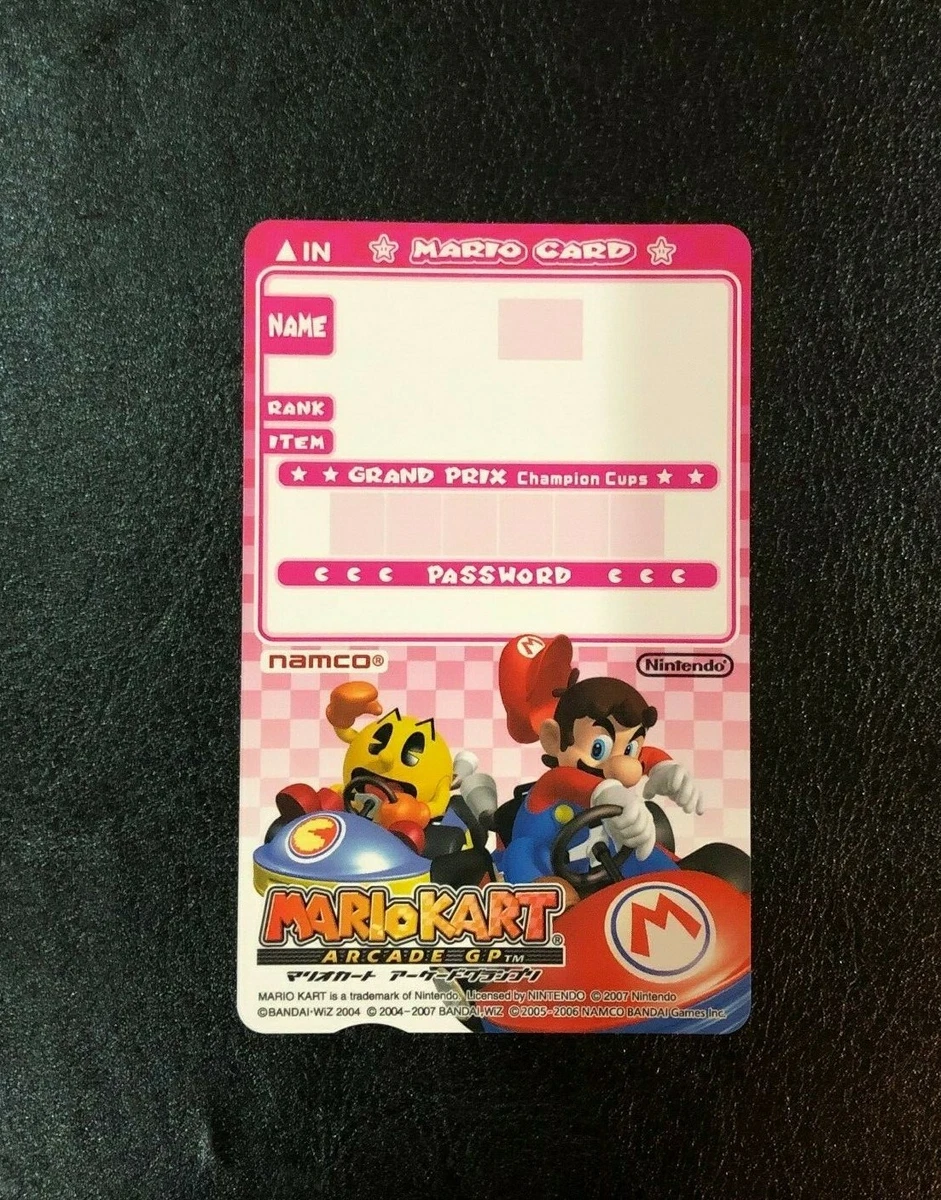 ▲IN ☆ MARIO CARD ☆
NAME
RANK
ITEM
★ ★ GRAND PRIX Champion Cups ★ ★
PASSWORD
namco®
Nintendo®
M
M
MARIOKART®
ARCADE GP™
マリオカート アーケードグランプリ
MARIO KART is a trademark of Nintendo. Licensed by NINTENDO © 2007 Nintendo
©BANDAI•WiZ 2004 © 2004-2007 BANDAI,WiZ © 2005-2006 NAMCO BANDAI Games Inc.